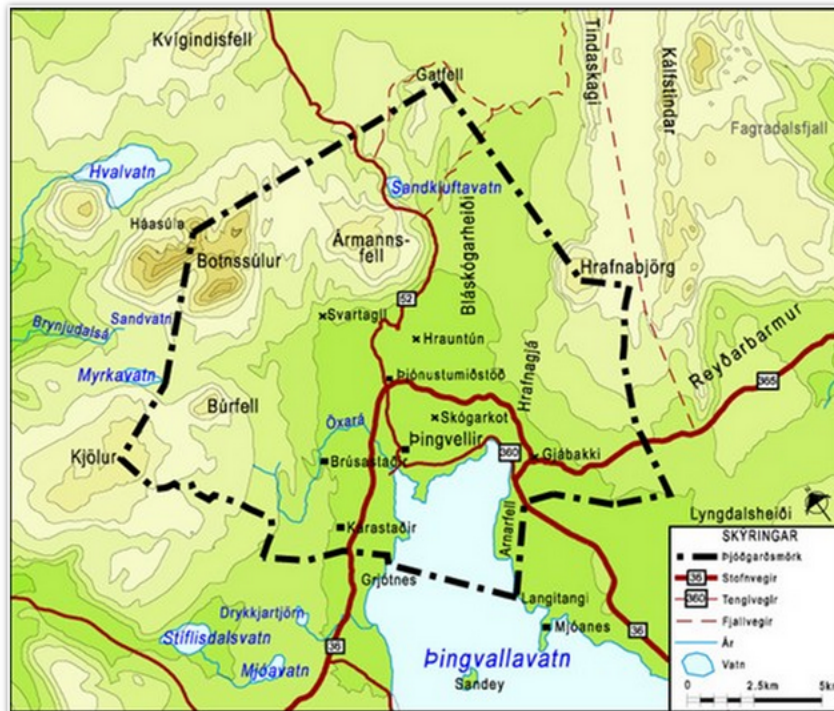 Kvígindisfell
Gatfell
Tindaskagi
Kálfstindar
Fagradalsfjall
Hvalvatn
Sandkluftavatn
Háasúla
Botnssúlur
Ármanns-
fell
Bláskógarheiði
Hrafnabjörg
Sandvatn
Brynjudalsá
Svartagil
52
Hrauntún
Hrafnagjá
Reyðarbarmur
Myrkavatn
Þjónustumiðstöð
365
Búrfell
Öxará
Skógarkot
Kjölur
Þingvellir
360
Gjábakki
Brúsastaðir
Karastaðir
Arnarfell
Lyngdalsheiði
Grjótnes
Langitangi
Drykkjartjörn
Stíflisdalsvatn
Mjóavatn
36
Mjóanes
36
Þingvallavatn
Sandey
SKÝRINGAR
Þjóðgarðsmörk
36 Stofnvegir
360 Tengivegir
Fjallvegir
Ár
Vatn
0 2.5km 5km